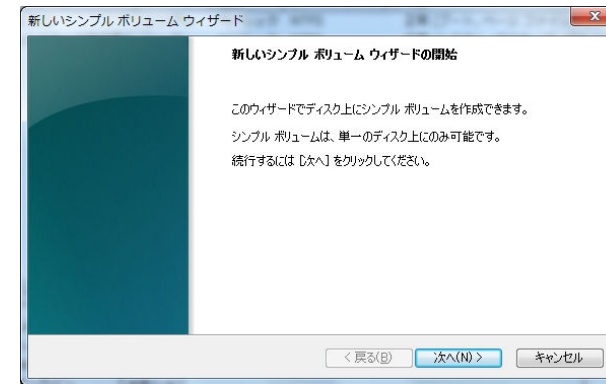 新しいシンプル ボリューム ウィザード
新しいシンプル ボリューム ウィザードの開始
このウィザードでディスク上にシンプル ボリュームを作成できます。
シンプル ボリュームは、単一のディスク上にのみ可能です。
続行するには [次へ] をクリックしてください。
< 戻る(B) 次へ(N) > キャンセル